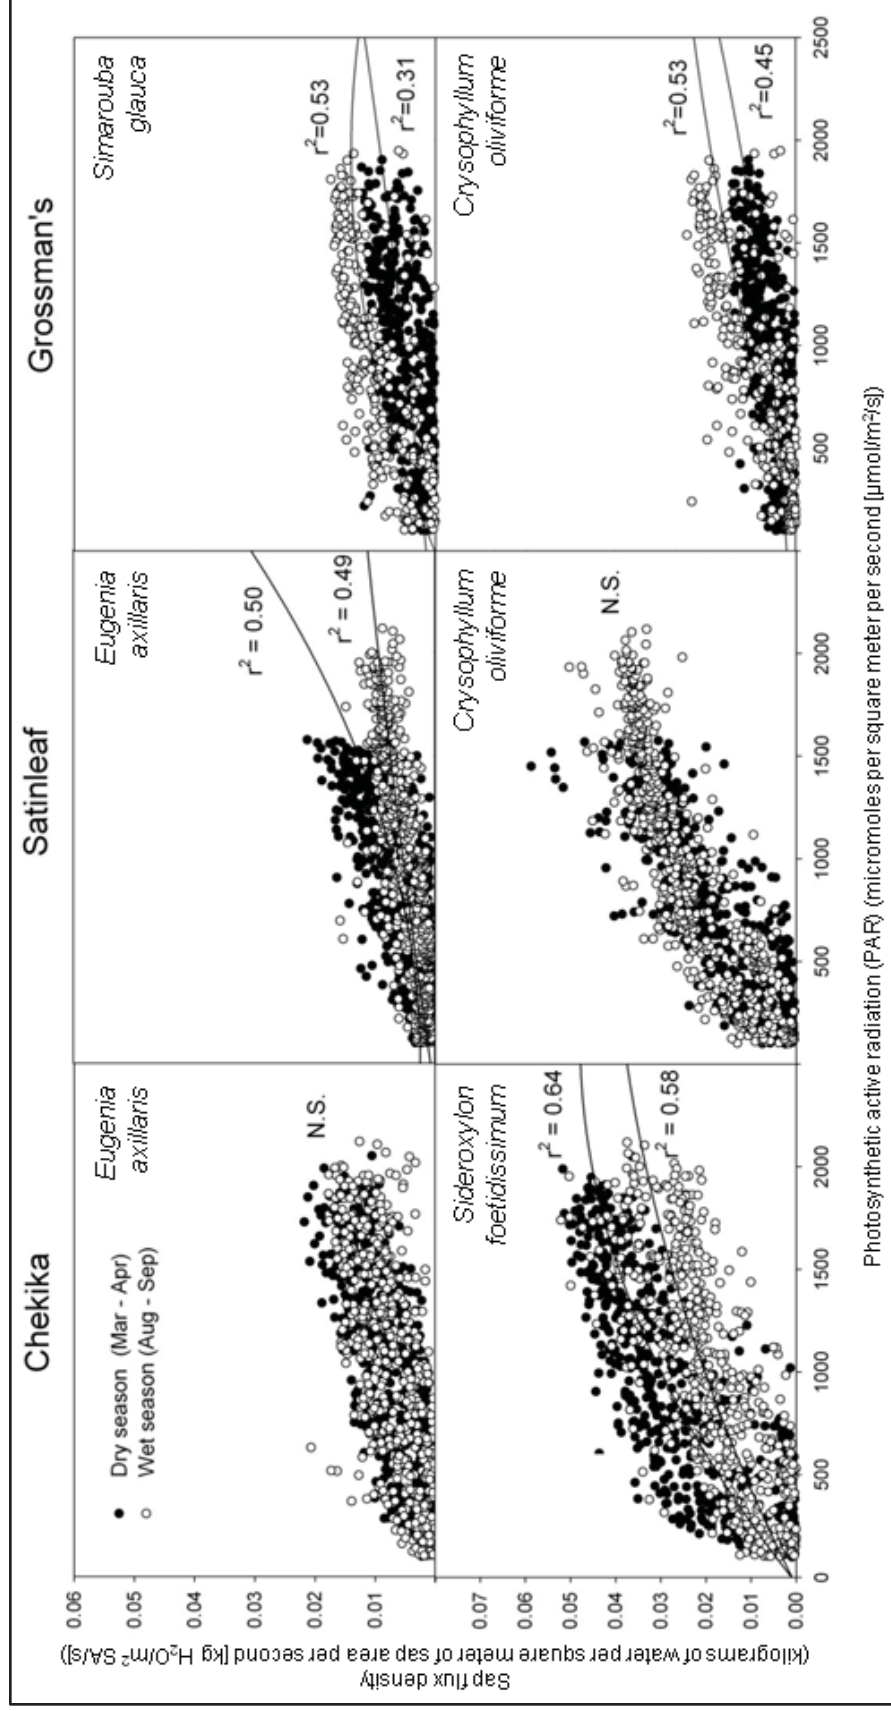 Chekika
Satinleaf
Grossman's
● Dry season (Mar - Apr)
○ Wet season (Aug - Sep)
Eugenia
axillaris
N.S.
Eugenia
axillaris
r² = 0.50
r² = 0.49
Simarouba
glauca
r²=0.53
r²=0.31
0.06
0.05
0.04
0.03
0.02
0.01
Sideroxylon
foetidissimum
r² = 0.64
r² = 0.58
Crysophyllum
oliviforme
N.S.
Crysophyllum
oliviforme
r²=0.53
r²=0.45
0.07
0.06
0.05
0.04
0.03
0.02
0.01
0.00
0 500 1000 1500 2000 500 1000 1500 2000 500 1000 1500 2000 2500
Sap flux density
(kilograms of water per square meter of sap area per second [kg H₂O/m² SA/s])
Photosynthetic active radiation (PAR) (micromoles per square meter per second [µmol/m²/s])